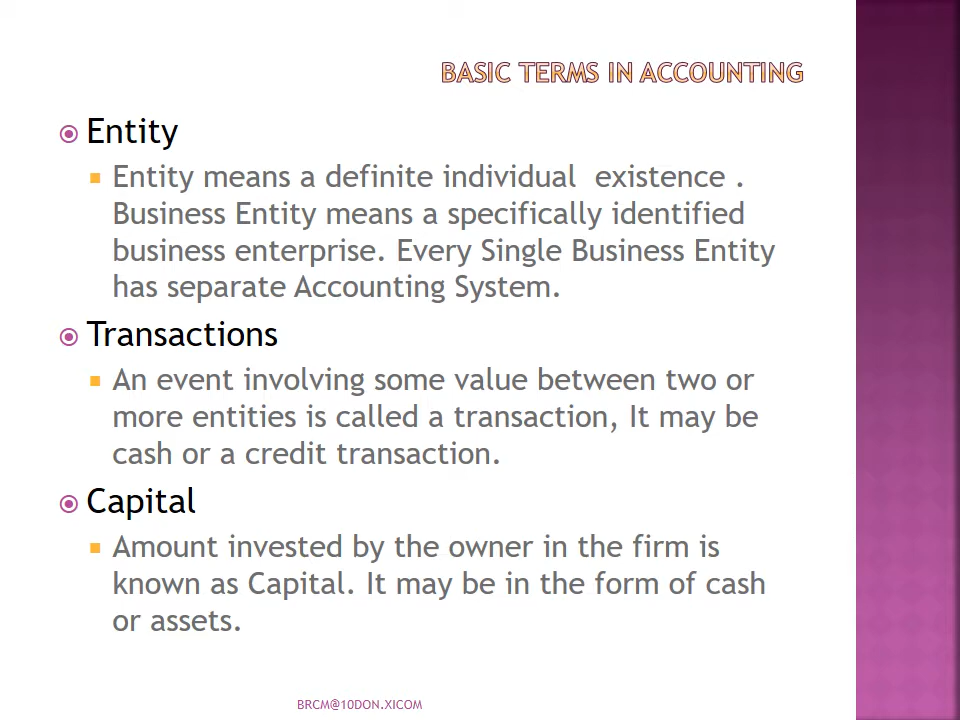 BASIC TERMS IN ACCOUNTING
Entity
Entity means a definite individual existence .
Business Entity means a specifically identified
business enterprise. Every Single Business Entity
has separate Accounting System.
Transactions
An event involving some value between two or
more entities is called a transaction, It may be
cash or a credit transaction.
Capital
Amount invested by the owner in the firm is
known as Capital. It may be in the form of cash
or assets.
BRCM@10DON.XICOM